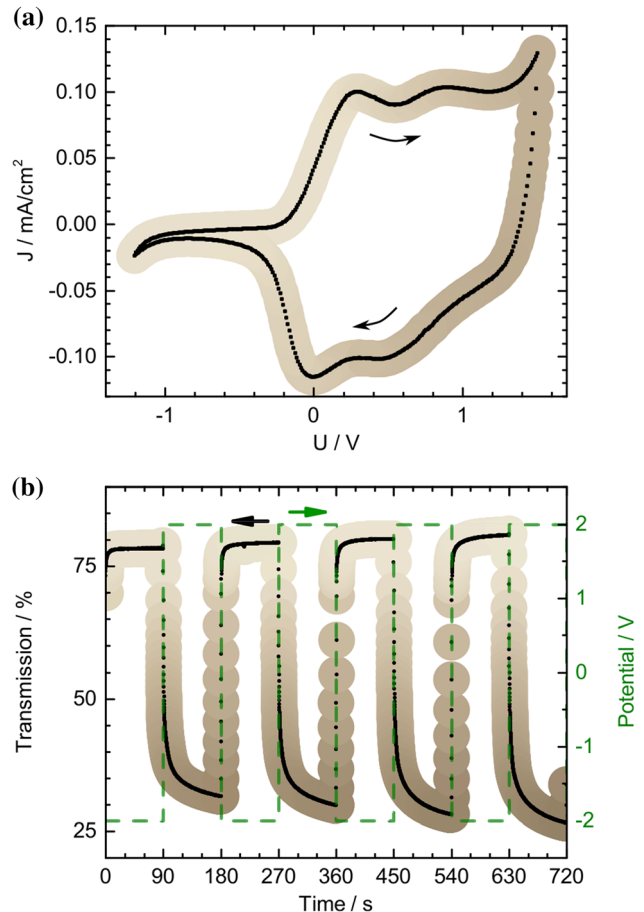 (a)
0.15
0.10
0.05
0.00
-0.05
-0.10
J / mA/cm²
-1 0 1
U / V
(b)
75
50
25
Transmission / %
2
1
0
-1
-2
Potential / V
0 90 180 270 360 450 540 630 720
Time / s